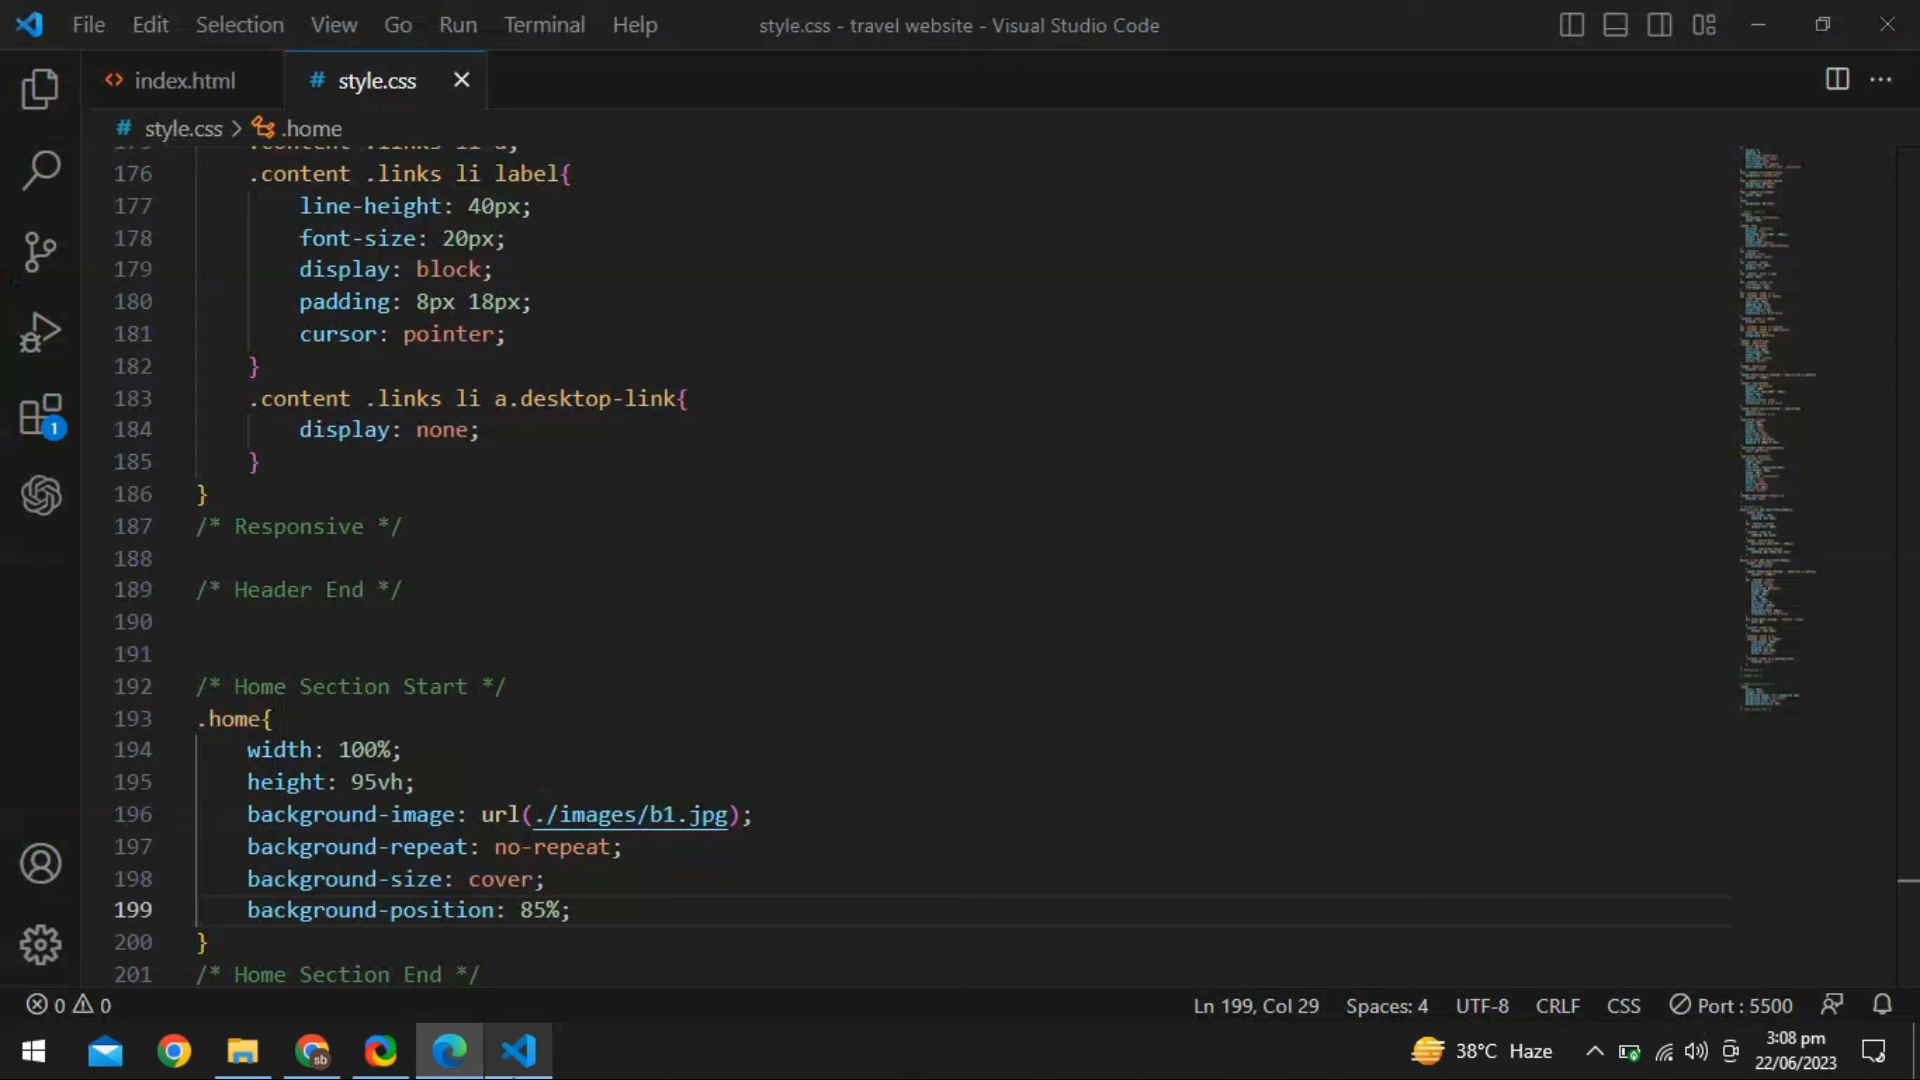 File Edit Selection View Go Run Terminal Help style.css - travel website - Visual Studio Code
<> index.html # style.css ×
# style.css > .home
176 .content .links li label{
177 line-height: 40px;
178 font-size: 20px;
179 display: block;
180 padding: 8px 18px;
181 cursor: pointer;
182 }
183 .content .links li a.desktop-link{
184 display: none;
185 }
186 }
187 /* Responsive */
188
189 /* Header End */
190
191
192 /* Home Section Start */
193 .home{
194 width: 100%;
195 height: 95vh;
196 background-image: url(./images/b1.jpg);
197 background-repeat: no-repeat;
198 background-size: cover;
199 background-position: 85%;
200 }
201 /* Home Section End */
1
0 0 Ln 199, Col 29 Spaces: 4 UTF-8 CRLF CSS Port : 5500
sb 38°C Haze 3:08 pm
22/06/2023